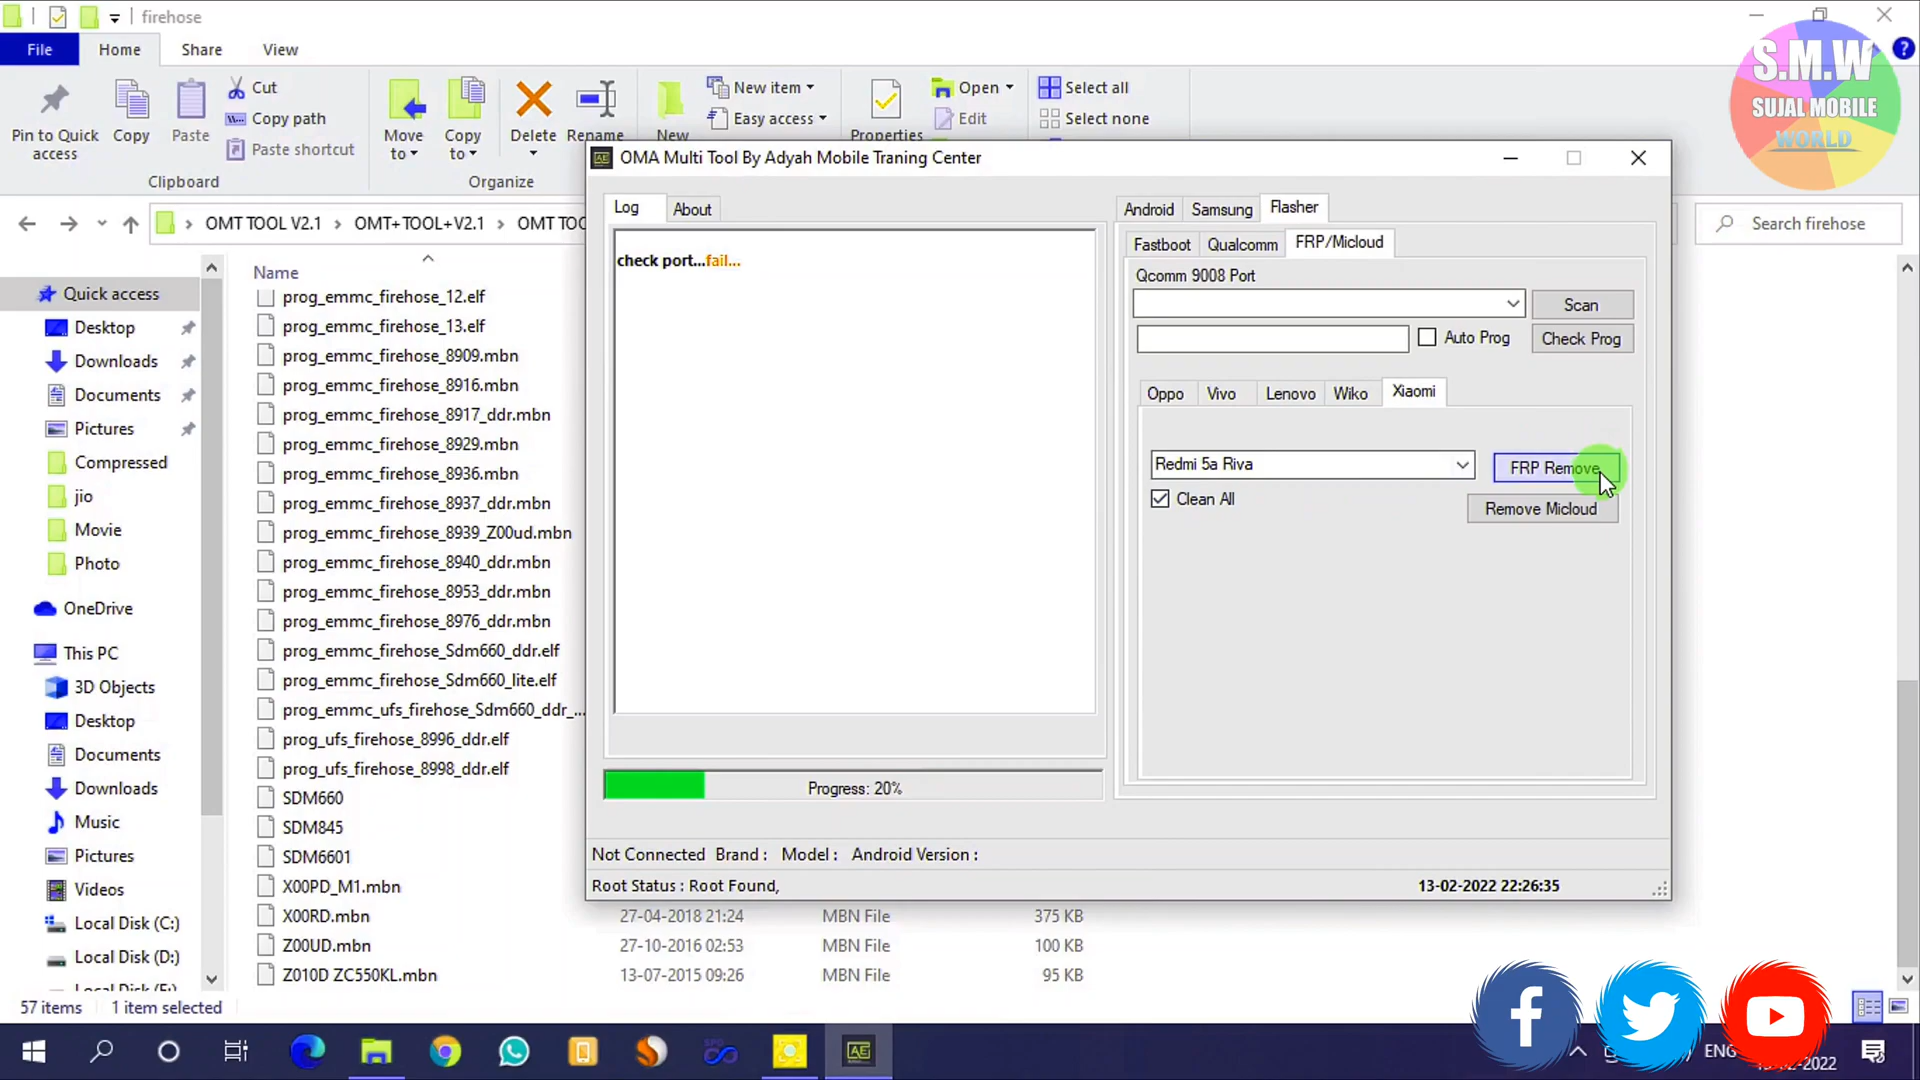 firehose
File
Home
Share
View
Pin to Quick access
Copy
Paste
Cut
Copy path
Paste shortcut
Clipboard
Move to
Copy to
Delete
Rename
Organize
New
New item
Easy access
Properties
Open
Edit
Select all
Select none
S.M.W
SUJAL MOBILE
WORLD
OMT TOOL V2.1
OMT+TOOL+V2.1
OMT TOO
Search firehose
Quick access
Desktop
Downloads
Documents
Pictures
Compressed
jio
Movie
Photo
OneDrive
This PC
3D Objects
Desktop
Documents
Downloads
Music
Pictures
Videos
Local Disk (C:)
Local Disk (D:)
Name
prog_emmc_firehose_12.elf
prog_emmc_firehose_13.elf
prog_emmc_firehose_8909.mbn
prog_emmc_firehose_8916.mbn
prog_emmc_firehose_8917_ddr.mbn
prog_emmc_firehose_8929.mbn
prog_emmc_firehose_8936.mbn
prog_emmc_firehose_8937_ddr.mbn
prog_emmc_firehose_8939_Z00ud.mbn
prog_emmc_firehose_8940_ddr.mbn
prog_emmc_firehose_8953_ddr.mbn
prog_emmc_firehose_8976_ddr.mbn
prog_emmc_firehose_Sdm660_ddr.elf
prog_emmc_firehose_Sdm660_lite.elf
prog_emmc_ufs_firehose_Sdm660_ddr_...
prog_ufs_firehose_8996_ddr.elf
prog_ufs_firehose_8998_ddr.elf
SDM660
SDM845
SDM6601
X00PD_M1.mbn
X00RD.mbn 27-04-2018 21:24 MBN File 375 KB
Z00UD.mbn 27-10-2016 02:53 MBN File 100 KB
Z010D ZC550KL.mbn 13-07-2015 09:26 MBN File 95 KB
57 items 1 item selected
OMA Multi Tool By Adyah Mobile Traning Center
Log
About
check port...fail...
Progress: 20%
Android
Samsung
Flasher
Fastboot
Qualcomm
FRP/Micloud
Qcomm 9008 Port
Scan
Auto Prog
Check Prog
Oppo
Vivo
Lenovo
Wiko
Xiaomi
Redmi 5a Riva
FRP Remove
Clean All
Remove Micloud
Not Connected Brand : Model : Android Version :
Root Status : Root Found, 13-02-2022 22:26:35
ENG